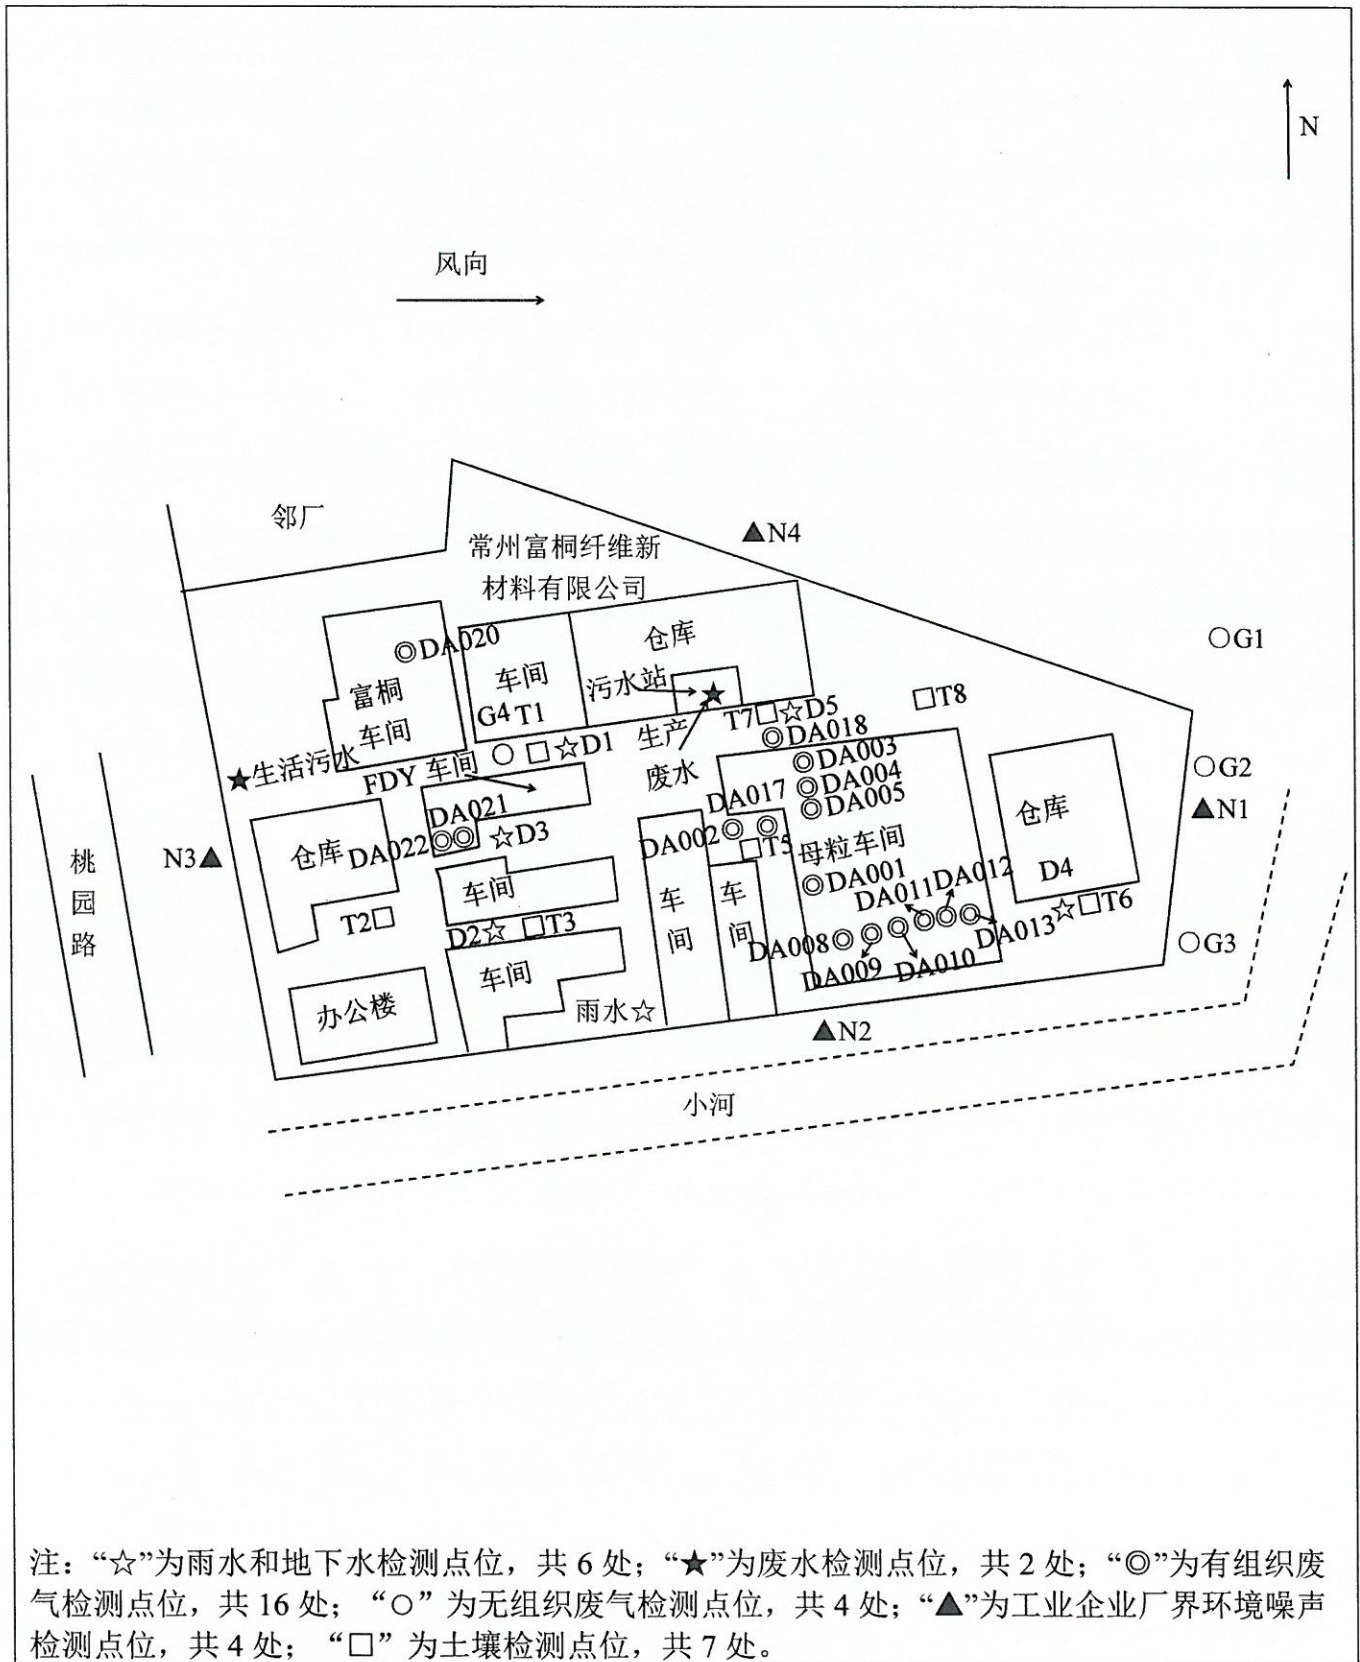 N
风向
邻厂
▲N4
常州富桐纤维新
材料有限公司
○G1
◎DA020
仓库
车间
污水站
★
富桐
车间
G4 T1
○ □☆D1
生产
废水
T7□☆D5
□T8
◎DA018
◎DA003
◎DA004
◎DA005
★生活污水
FDY 车间
○G2
▲N1
DA021
DA022◎◎
☆D3
DA017
DA002◎ ◎
□T5
母粒车间
仓库
仓库
N3▲
桃
园
路
车间
◎DA001
DA011
DA012
D4
☆□T6
T2□
D2☆ □T3
车
间
车
间
DA008◎◎◎◎◎◎
DA013
DA009
DA010
○G3
车间
办公楼
雨水☆
▲N2
小河
注：“☆”为雨水和地下水检测点位，共 6 处；“★”为废水检测点位，共 2 处；“◎”为有组织废
气检测点位，共 16 处；“○” 为无组织废气检测点位，共 4 处；“▲”为工业企业厂界环境噪声
检测点位，共 4 处；“□” 为土壤检测点位，共 7 处。